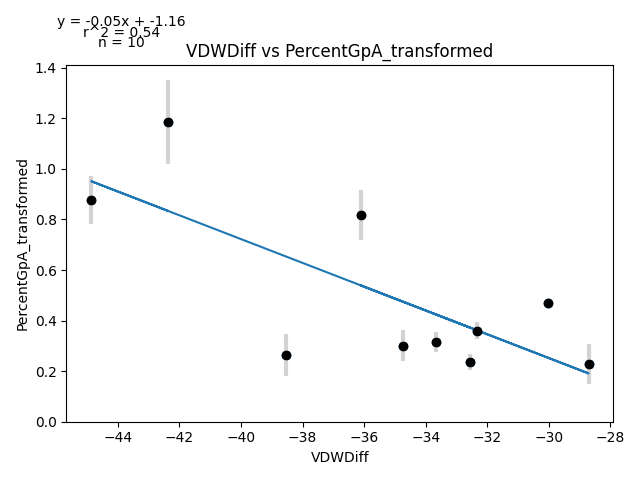 y = -0.05x + -1.16
r^2 = 0.54
n = 10
VDWDiff vs PercentGpA_transformed
1.4
1.2
1.0
0.8
0.6
0.4
0.2
0.0
PercentGpA_transformed
−44 −42 −40 −38 −36 −34 −32 −30 −28
VDWDiff